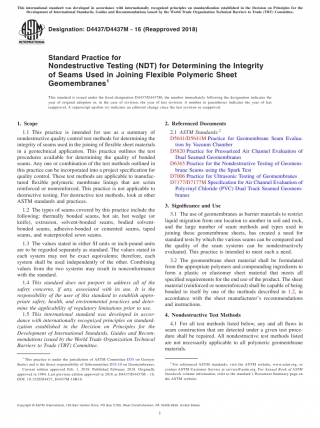 This international standard was developed in accordance with internationally recognized principles on standardization established in the Decision on Principles for the
Development of International Standards, Guides and Recommendations issued by the World Trade Organization Technical Barriers to Trade (TBT) Committee.
Designation: D4437/D4437M − 16 (Reapproved 2018)
Standard Practice for
Nondestructive Testing (NDT) for Determining the Integrity
of Seams Used in Joining Flexible Polymeric Sheet
Geomembranes1
This standard is issued under the fixed designation D4437/D4437M; the number immediately following the designation indicates the
year of original adoption or, in the case of revision, the year of last revision. A number in parentheses indicates the year of last
reapproval. A superscript epsilon (ε) indicates an editorial change since the last revision or reapproval.
1. Scope
1.1 This practice is intended for use as a summary of
nondestructive quality control test methods for determining the
integrity of seams used in the joining of flexible sheet materials
in a geotechnical application. This practice outlines the test
procedures available for determining the quality of bonded
seams. Any one or combination of the test methods outlined in
this practice can be incorporated into a project specification for
quality control. These test methods are applicable to manufac-
tured flexible polymeric membrane linings that are scrim
reinforced or nonreinforced. This practice is not applicable to
destructive testing. For destructive test methods, look at other
ASTM standards and practices.
1.2 The types of seams covered by this practice include the
following: thermally bonded seams, hot air, hot wedge (or
knife), extrusion, solvent-bonded seams, bodied solvent-
bonded seams, adhesive-bonded or cemented seams, taped
seams, and waterproofed sewn seams.
1.3 The values stated in either SI units or inch-pound units
are to be regarded separately as standard. The values stated in
each system may not be exact equivalents; therefore, each
system shall be used independently of the other. Combining
values from the two systems may result in nonconformance
with the standard.
1.4 This standard does not purport to address all of the
safety concerns, if any, associated with its use. It is the
responsibility of the user of this standard to establish appro-
priate safety, health, and environmental practices and deter-
mine the applicability of regulatory limitations prior to use.
1.5 This international standard was developed in accor-
dance with internationally recognized principles on standard-
ization established in the Decision on Principles for the
Development of International Standards, Guides and Recom-
mendations issued by the World Trade Organization Technical
Barriers to Trade (TBT) Committee.
1 This practice is under the jurisdiction of ASTM Committee D35 on Geosyn-
thetics and is the direct responsibility of Subcommittee D35.10 on Geomembranes.
Current edition approved Feb. 1, 2018. Published February 2018. Originally
2. Referenced Documents
2.1 ASTM Standards:2
D5641/D5641M Practice for Geomembrane Seam Evalua-
tion by Vacuum Chamber
D5820 Practice for Pressurized Air Channel Evaluation of
Dual Seamed Geomembranes
D6365 Practice for the Nondestructive Testing of Geomem-
brane Seams using the Spark Test
D7006 Practice for Ultrasonic Testing of Geomembranes
D7177/D7177M Specification for Air Channel Evaluation of
Polyvinyl Chloride (PVC) Dual Track Seamed Geomem-
branes
3. Significance and Use
3.1 The use of geomembranes as barrier materials to restrict
liquid migration from one location to another in soil and rock,
and the large number of seam methods and types used in
joining these geomembrane sheets, has created a need for
standard tests by which the various seams can be compared and
the quality of the seam systems can be nondestructively
evaluated. This practice is intended to meet such a need.
3.2 The geomembrane sheet material shall be formulated
from the appropriate polymers and compounding ingredients to
form a plastic or elastomer sheet material that meets all
specified requirements for the end use of the product. The sheet
material (reinforced or nonreinforced) shall be capable of being
bonded to itself by one of the methods described in 1.2, in
accordance with the sheet manufacturer's recommendations
and instructions.
4. Nondestructive Test Methods
4.1 For all test methods listed below, any and all flaws in
seam construction that are detected under a given test proce-
dure shall be repaired. All nondestructive test methods listed
are not necessarily applicable to all polymeric geomembrane
materials.
2 For referenced ASTM standards, visit the ASTM website, www.astm.org, or
contact ASTM Customer Service at service@astm.org. For Annual Book of ASTM
Standards volume information, refer to the standard's Document Summary page on
the ASTM website.
Copyright © ASTM International, 100 Barr Harbor Drive, PO Box C700, West Conshohocken, PA 19428-2959. United States
1